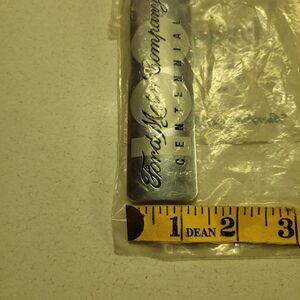 Ford Motor Company
CENTENNIAL
1 DEAN 2 3